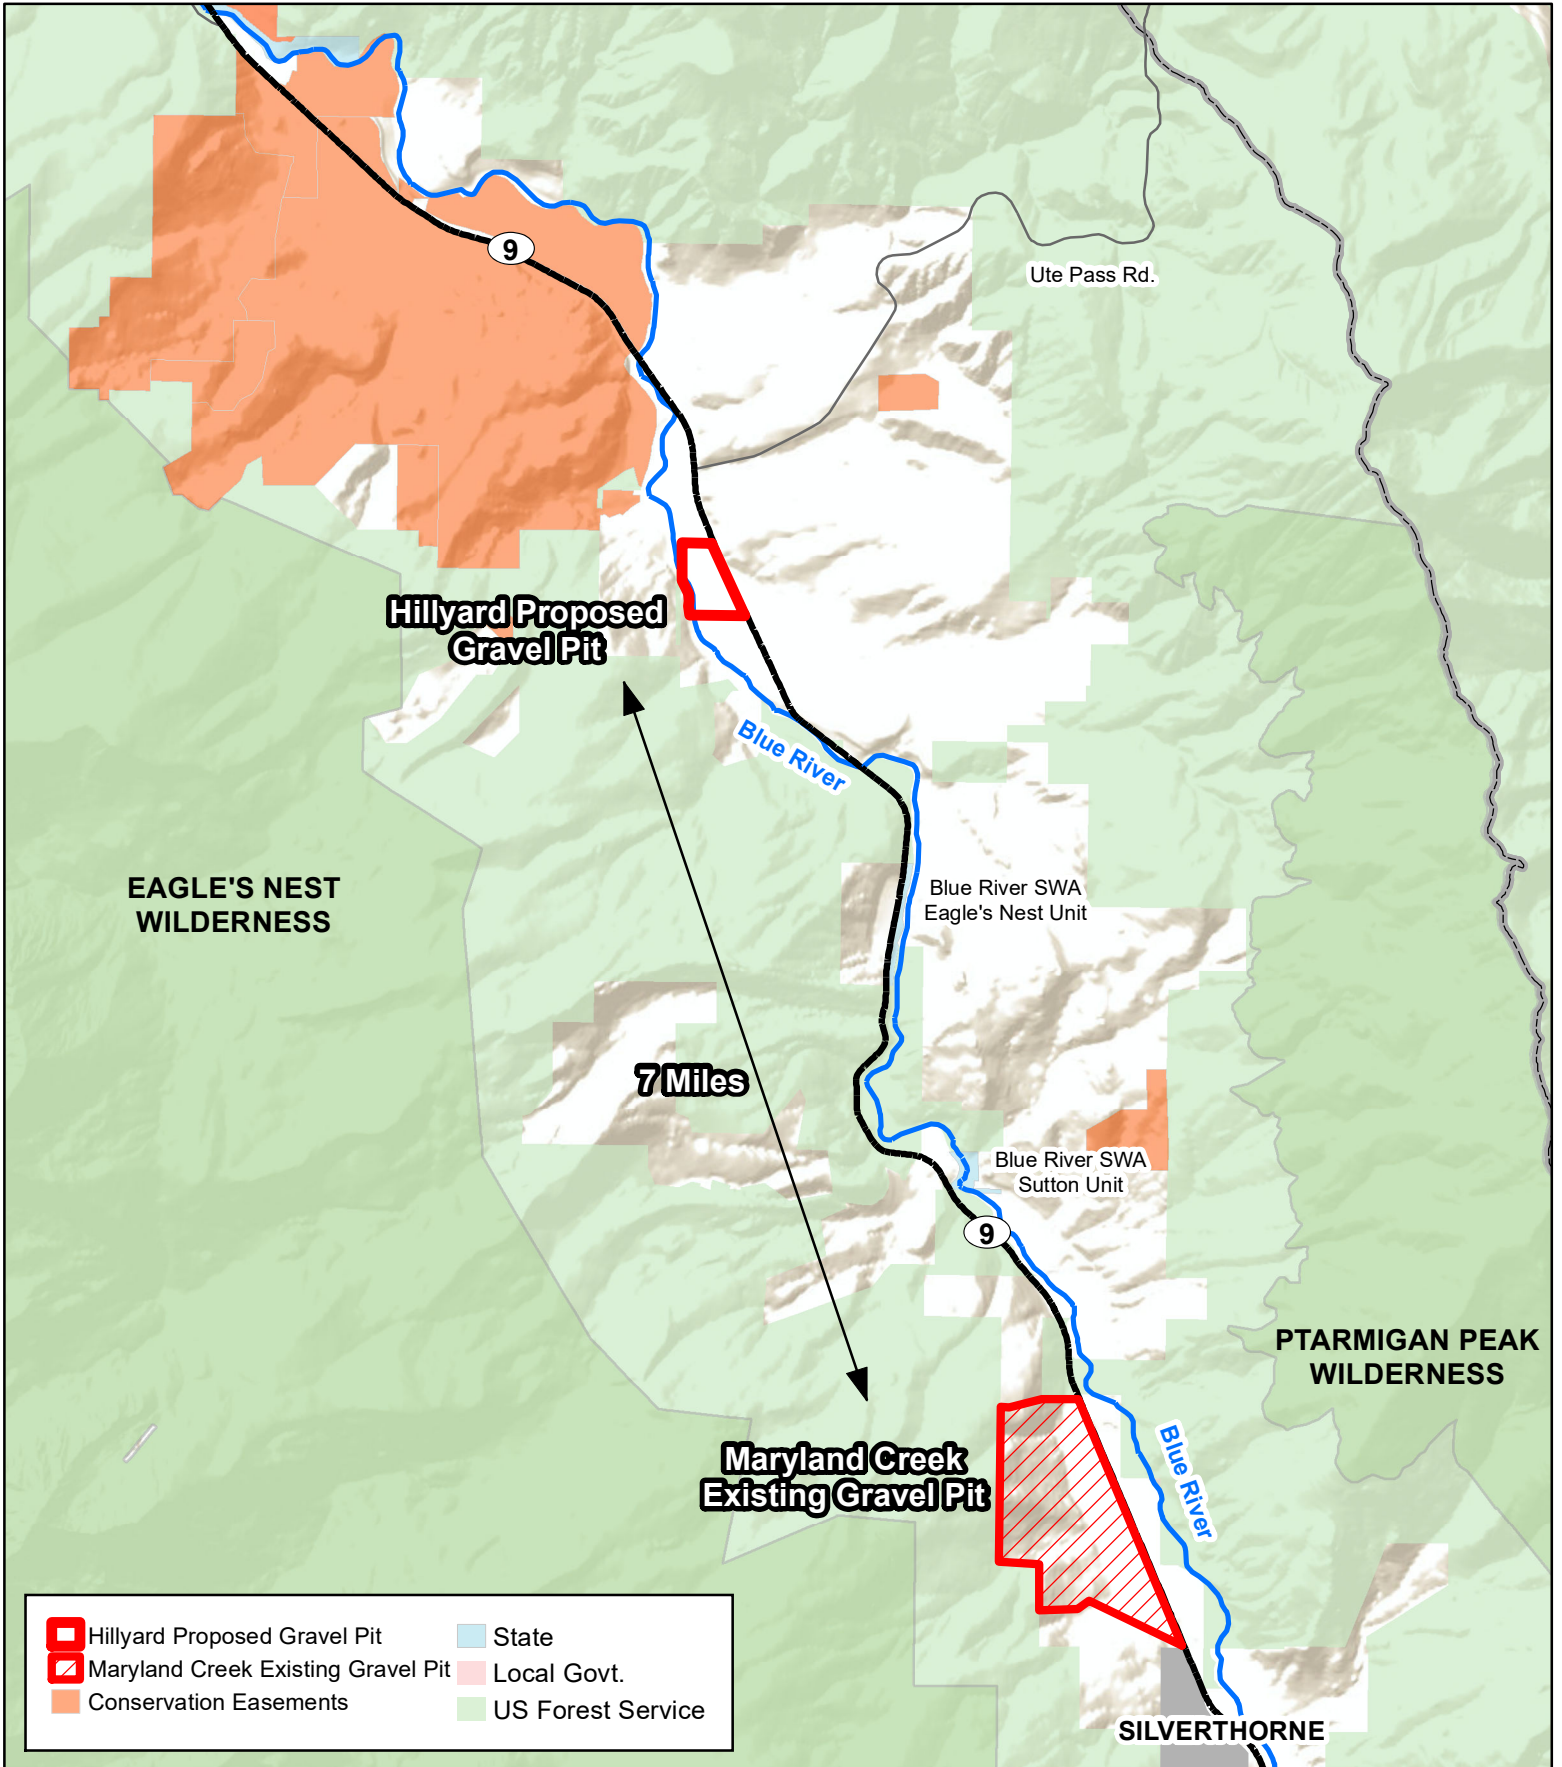 9
Ute Pass Rd.
Hillyard Proposed
Gravel Pit
Blue River
EAGLE'S NEST
WILDERNESS
Blue River SWA
Eagle's Nest Unit
7 Miles
Blue River SWA
Sutton Unit
9
PTARMIGAN PEAK
WILDERNESS
Maryland Creek
Existing Gravel Pit
Blue River
Hillyard Proposed Gravel Pit
Maryland Creek Existing Gravel Pit
Conservation Easements
State
Local Govt.
US Forest Service
SILVERTHORNE